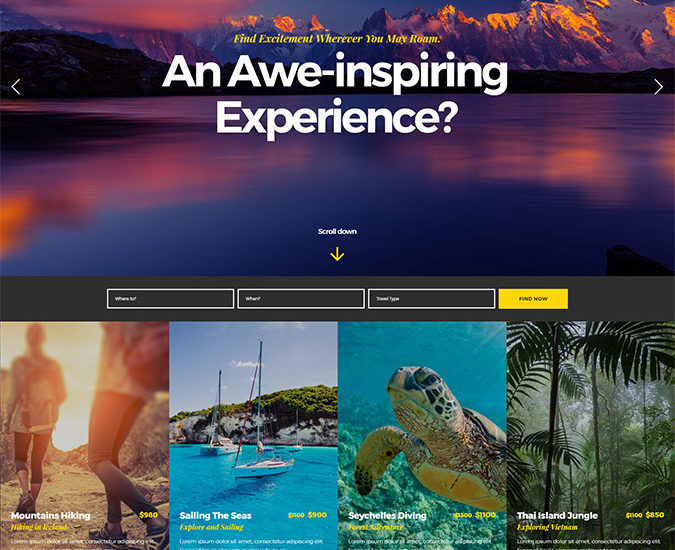 Find Excitement Wherever You May Roam.
An Awe-inspiring
Experience?
Scroll down
Where to?
When?
Travel Type
FIND NOW
Mountains Hiking $980
Hiking in Iceland
Lorem ipsum dolor sit amet, consectetur adipiscing elit.
Sailing The Seas $1100 $900
Explore and Sailing
Lorem ipsum dolor sit amet, consectetur adipiscing elit.
Seychelles Diving $1300 $1100
Forest Adventure
Lorem ipsum dolor sit amet, consectetur adipiscing elit.
Thai Island Jungle $1100 $850
Exploring Vietnam
Lorem ipsum dolor sit amet, consectetur adipiscing elit.